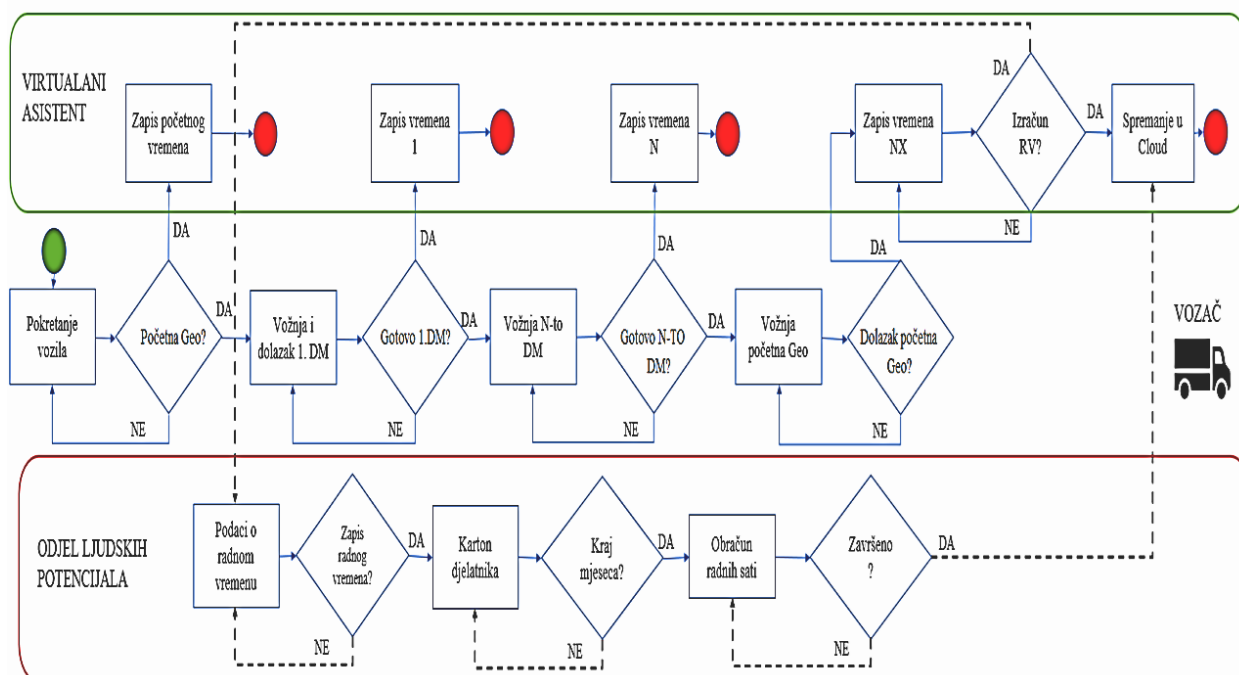 VIRTUALANI
ASISTENT
Zapis početnog
vremena
Zapis vremena
1
Zapis vremena
N
Zapis vremena
NX
DA
Izračun
RV?
DA
Spremanje u
Cloud
NE
DA
DA
DA
DA
Pokretanje
vozila
Početna Geo?
DA
Vožnja i
dolazak 1. DM
Gotovo 1.DM?
DA
Vožnja N-to
DM
Gotovo N-TO
DM?
DA
Vožnja
početna Geo
Dolazak početna
Geo?
VOZAČ
NE
NE
NE
NE
ODJEL LJUDSKIH
POTENCIJALA
Podaci o
radnom
vremenu
Zapis
radnog
vremena?
DA
Karton
djelatnika
Kraj
mjeseca?
DA
Obračun
radnih sati
Završeno
?
DA
NE
NE
NE